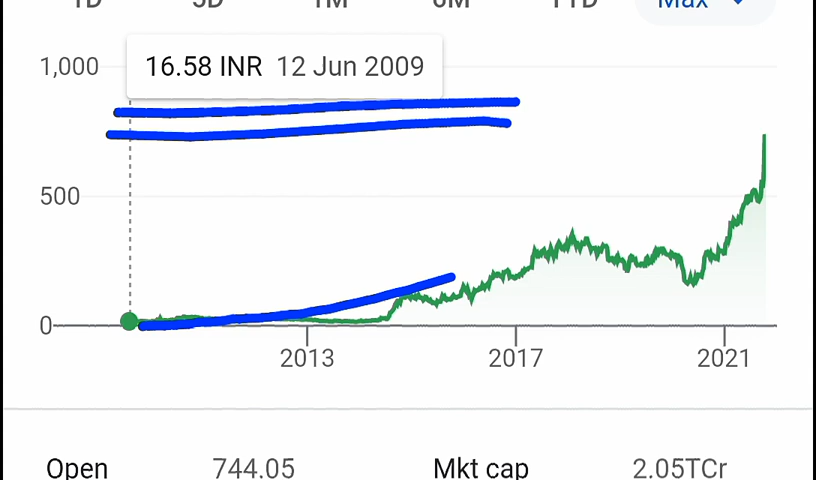 1D 5D 1M 6M YTD Max
16.58 INR 12 Jun 2009
1,000
500
0
2013 2017 2021
Open 744.05 Mkt cap 2.05TCr